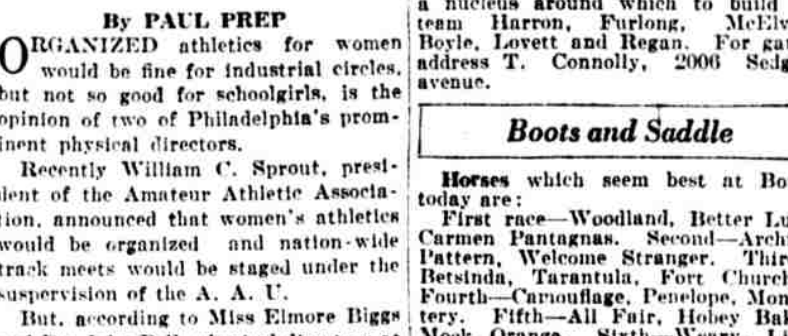 By PAUL PREP
ORGANIZED athletics for women
would be fine for industrial circles,
but not so good for schoolgirls, is the
opinion of two of Philadelphia's prom-
inent physical directors.
Recently William C. Sprout, presi-
dent of the Amateur Athletic Associa-
tion, announced that women's athletics
would be organized and nation-wide
track meets would be staged under the
suspervision of the A. A. U.
But, according to Miss Elmore Biggs
a nucleus around which to build
team Harron, Furlong, McElv
Boyle, Lovett and Regan. For ga
address T. Connolly, 2006 Sedg
avenue.
Boots and Saddle
Horses which seem best at Bo
today are:
First race—Woodland, Better Lu
Carmen Pantagnas. Second—Arch
Pattern, Welcome Stranger. Thir
Betsinda, Tarantula, Fort Church
Fourth—Camouflage, Penelope, Mon
tery. Fifth—All Fair, Hobey Bak
Mock Orange. Sixth